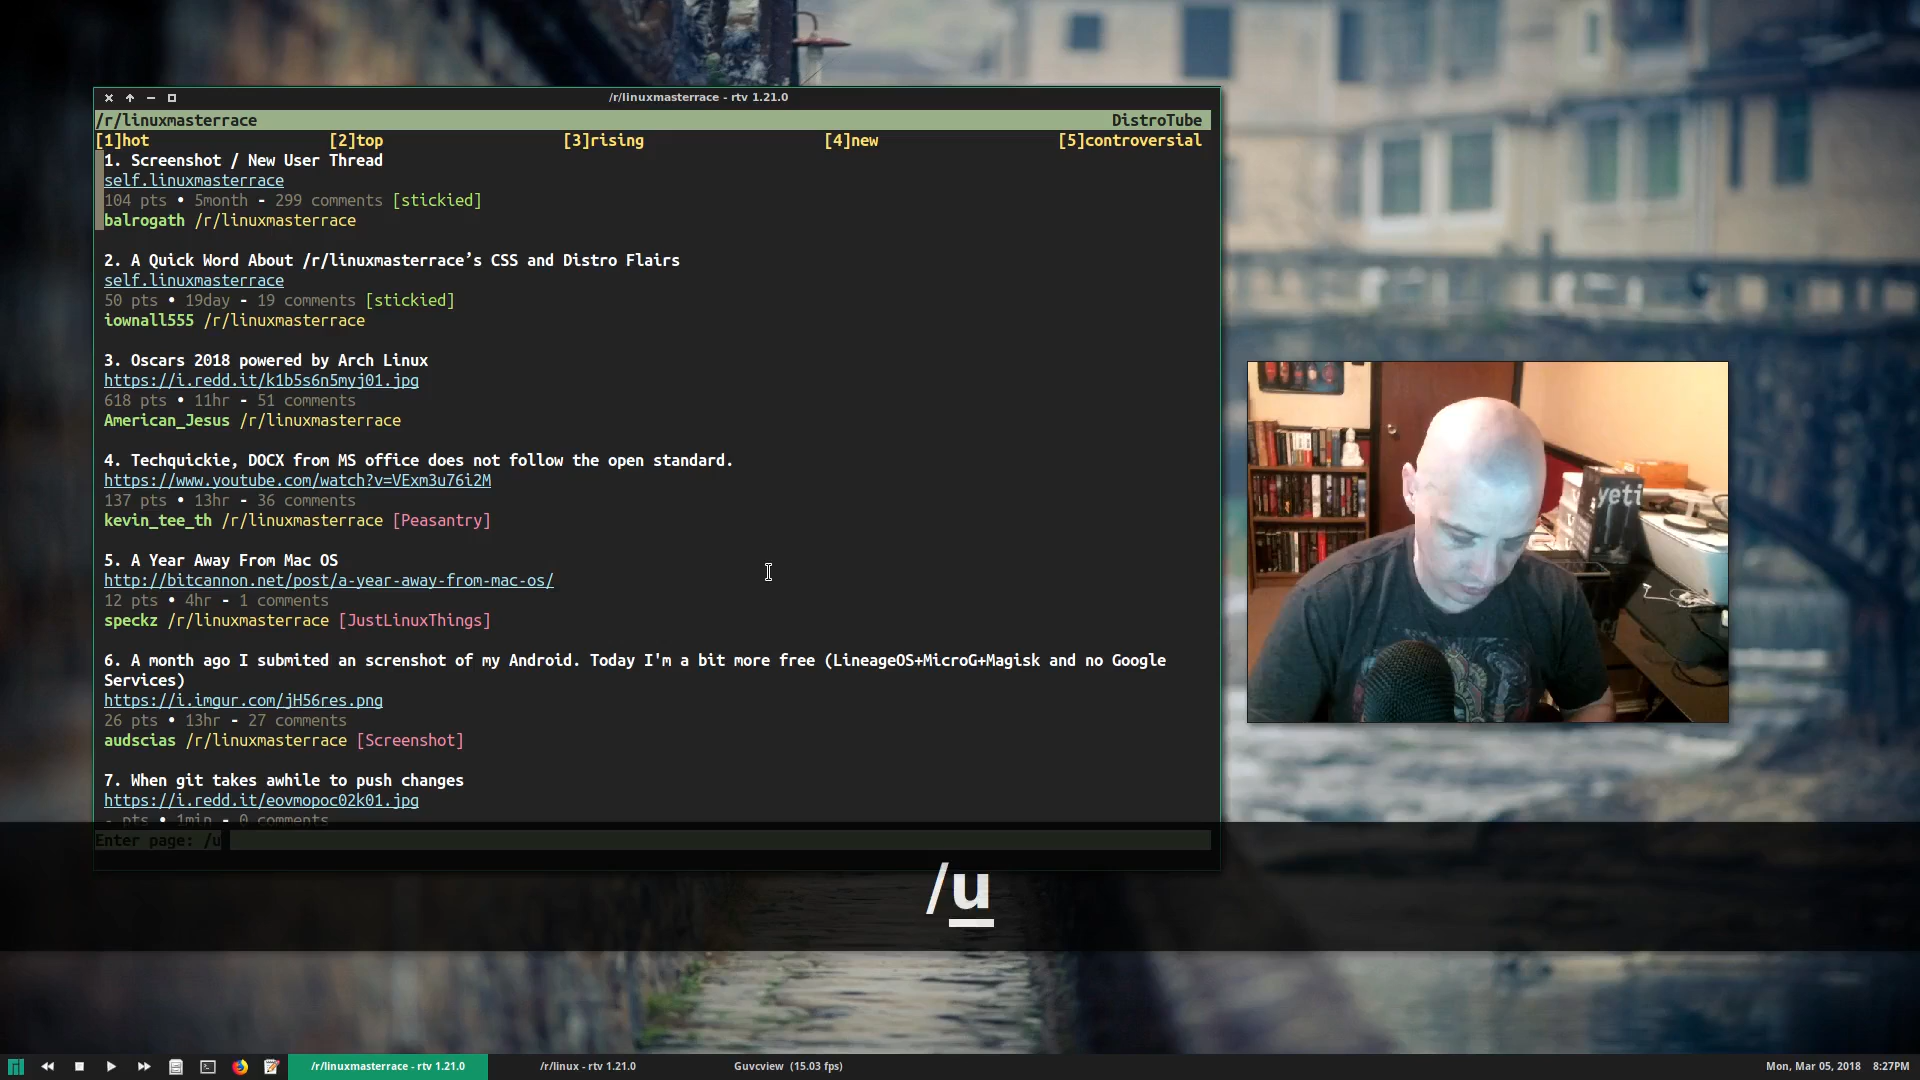 /r/linuxmasterrace - rtv 1.21.0
/r/linuxmasterrace DistroTube
[1]hot [2]top [3]rising [4]new [5]controversial
1. Screenshot / New User Thread
self.linuxmasterrace
104 pts • 5month - 299 comments [stickied]
balrogath /r/linuxmasterrace
2. A Quick Word About /r/linuxmasterrace’s CSS and Distro Flairs
self.linuxmasterrace
50 pts • 19day - 19 comments [stickied]
iownall555 /r/linuxmasterrace
3. Oscars 2018 powered by Arch Linux
https://i.redd.it/k1b5s6n5myj01.jpg
618 pts • 11hr - 51 comments
American_Jesus /r/linuxmasterrace
4. Techquickie, DOCX from MS office does not follow the open standard.
https://www.youtube.com/watch?v=VExm3u76i2M
137 pts • 13hr - 36 comments
kevin_tee_th /r/linuxmasterrace [Peasantry]
5. A Year Away From Mac OS
http://bitcannon.net/post/a-year-away-from-mac-os/
12 pts • 4hr - 1 comments
speckz /r/linuxmasterrace [JustLinuxThings]
6. A month ago I submited an screnshot of my Android. Today I'm a bit more free (LineageOS+MicroG+Magisk and no Google
Services)
https://i.imgur.com/jH56res.png
26 pts • 13hr - 27 comments
audscias /r/linuxmasterrace [Screenshot]
7. When git takes awhile to push changes
https://i.redd.it/eovmopoc02k01.jpg
- pts • 1min - 0 comments
Enter page: /u
/u
yeti
/r/linuxmasterrace - rtv 1.21.0 /r/linux - rtv 1.21.0 Guvcview (15.03 fps) Mon, Mar 05, 2018 8:27PM